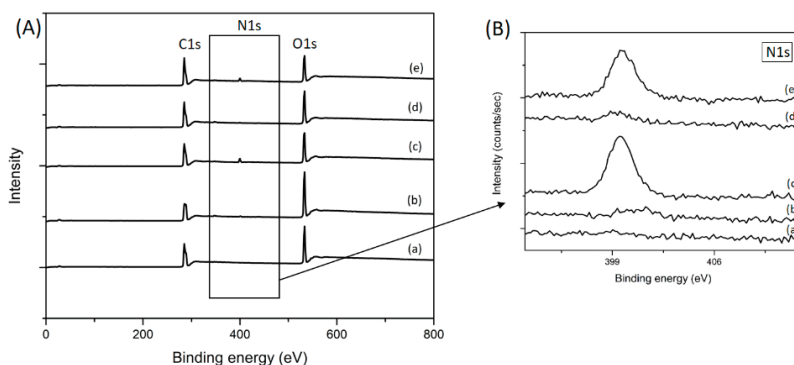 (A)
N1s
C1s
O1s
(e)
(d)
(c)
(b)
(a)
Intensity
0
200
400
600
800
Binding energy (eV)
(B)
N1s
(e
(d
(c
(b
(a
Intensity (counts/sec)
399
406
Binding energy (eV)